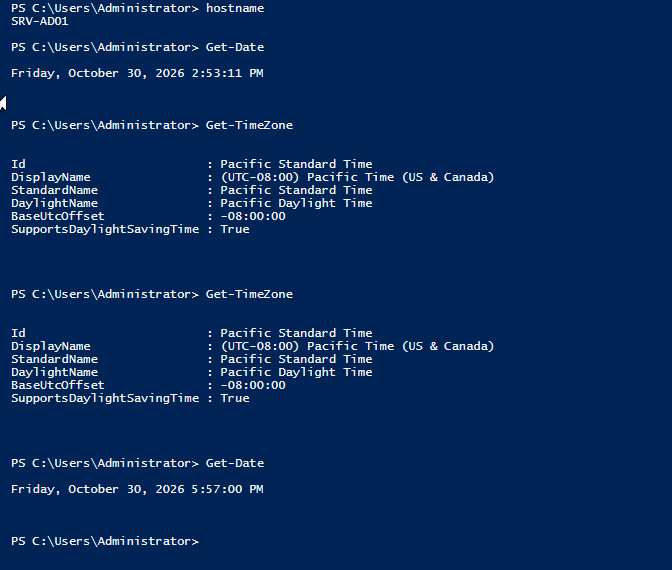 PS C:\Users\Administrator> hostname
SRV-AD01
PS C:\Users\Administrator> Get-Date
Friday, October 30, 2026 2:53:11 PM
PS C:\Users\Administrator> Get-TimeZone
Id                         : Pacific Standard Time
DisplayName                : (UTC-08:00) Pacific Time (US & Canada)
StandardName               : Pacific Standard Time
DaylightName               : Pacific Daylight Time
BaseUtcOffset              : -08:00:00
SupportsDaylightSavingTime : True
PS C:\Users\Administrator> Get-TimeZone
Id                         : Pacific Standard Time
DisplayName                : (UTC-08:00) Pacific Time (US & Canada)
StandardName               : Pacific Standard Time
DaylightName               : Pacific Daylight Time
BaseUtcOffset              : -08:00:00
SupportsDaylightSavingTime : True
PS C:\Users\Administrator> Get-Date
Friday, October 30, 2026 5:57:00 PM
PS C:\Users\Administrator>